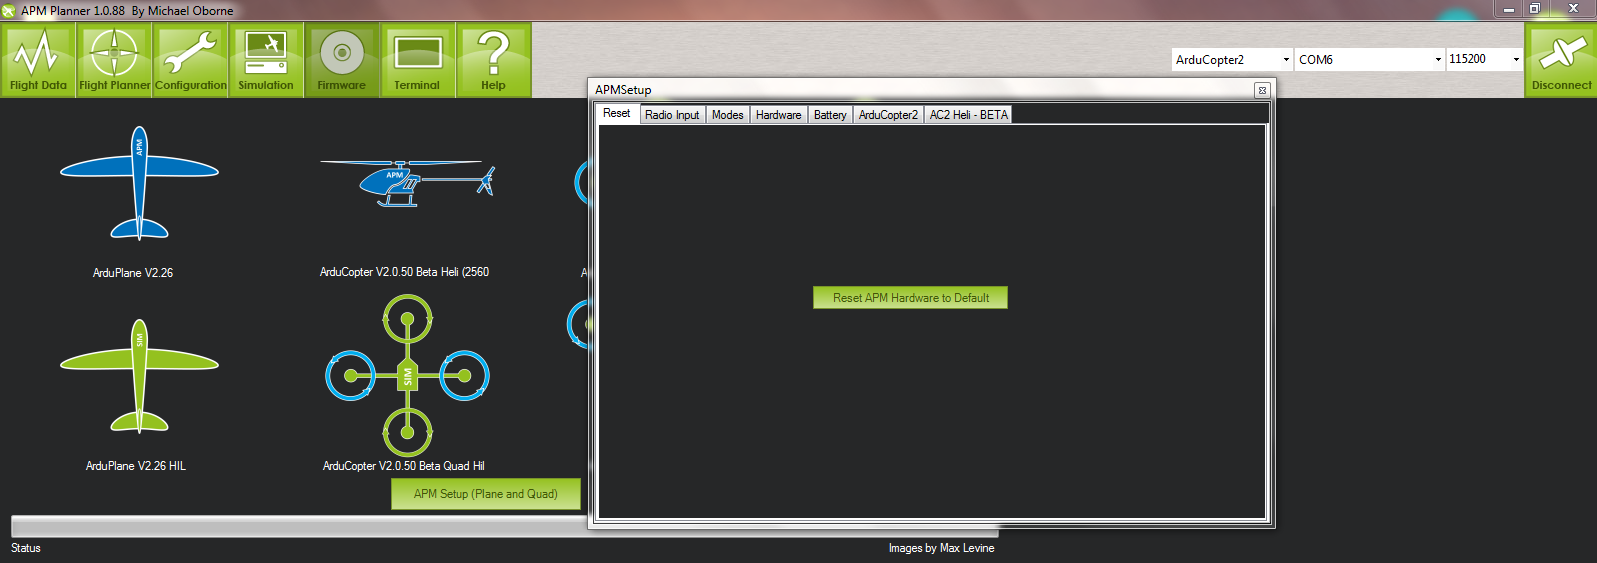 APM Planner 1.0.88 By Michael Oborne
Flight Data
Flight Planner
Configuration
Simulation
Firmware
Terminal
Help
ArduCopter2
COM6
115200
Disconnect
APMSetup
Reset
Radio Input
Modes
Hardware
Battery
ArduCopter2
AC2 Heli - BETA
Reset APM Hardware to Default
APM
APM
ArduPlane V2.26
ArduCopter V2.0.50 Beta Heli (2560
A
SIM
SIM
ArduPlane V2.26 HIL
ArduCopter V2.0.50 Beta Quad Hil
APM Setup (Plane and Quad)
Status
Images by Max Levine